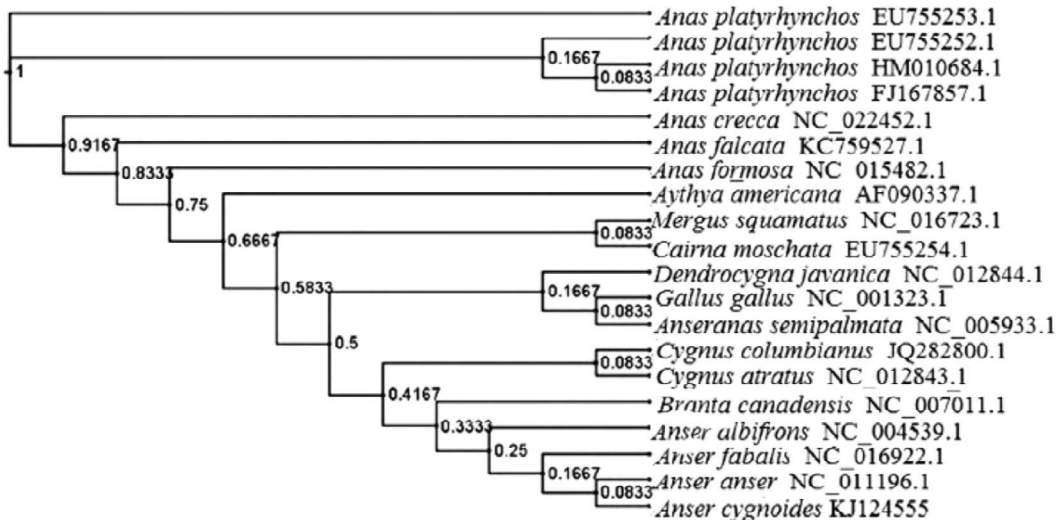 Anas platyrhynchos EU755253.1
Anas platyrhynchos EU755252.1
0.1667
Anas platyrhynchos HM010684.1
1
0.0833
Anas platyrhynchos FJ167857.1
Anas crecca NC_022452.1
0.9167
Anas falcata KC759527.1
0.8333
Anas formosa NC_015482.1
0.75
Aythya americana AF090337.1
Mergus squamatus NC_016723.1
0.6667
0.0833
Cairna moschata EU755254.1
Dendrocygna javanica NC_012844.1
0.5833
0.1667
Gallus gallus NC_001323.1
0.0833
Anseranas semipalmata NC_005933.1
0.5
Cygnus columbianus JQ282800.1
0.0833
Cygnus atratus NC_012843.1
0.4167
Branta canadensis NC_007011.1
0.3333
Anser albifrons NC_004539.1
0.25
Anser fabalis NC_016922.1
0.1667
Anser anser NC_011196.1
0.0833
Anser cygnoides KJ124555